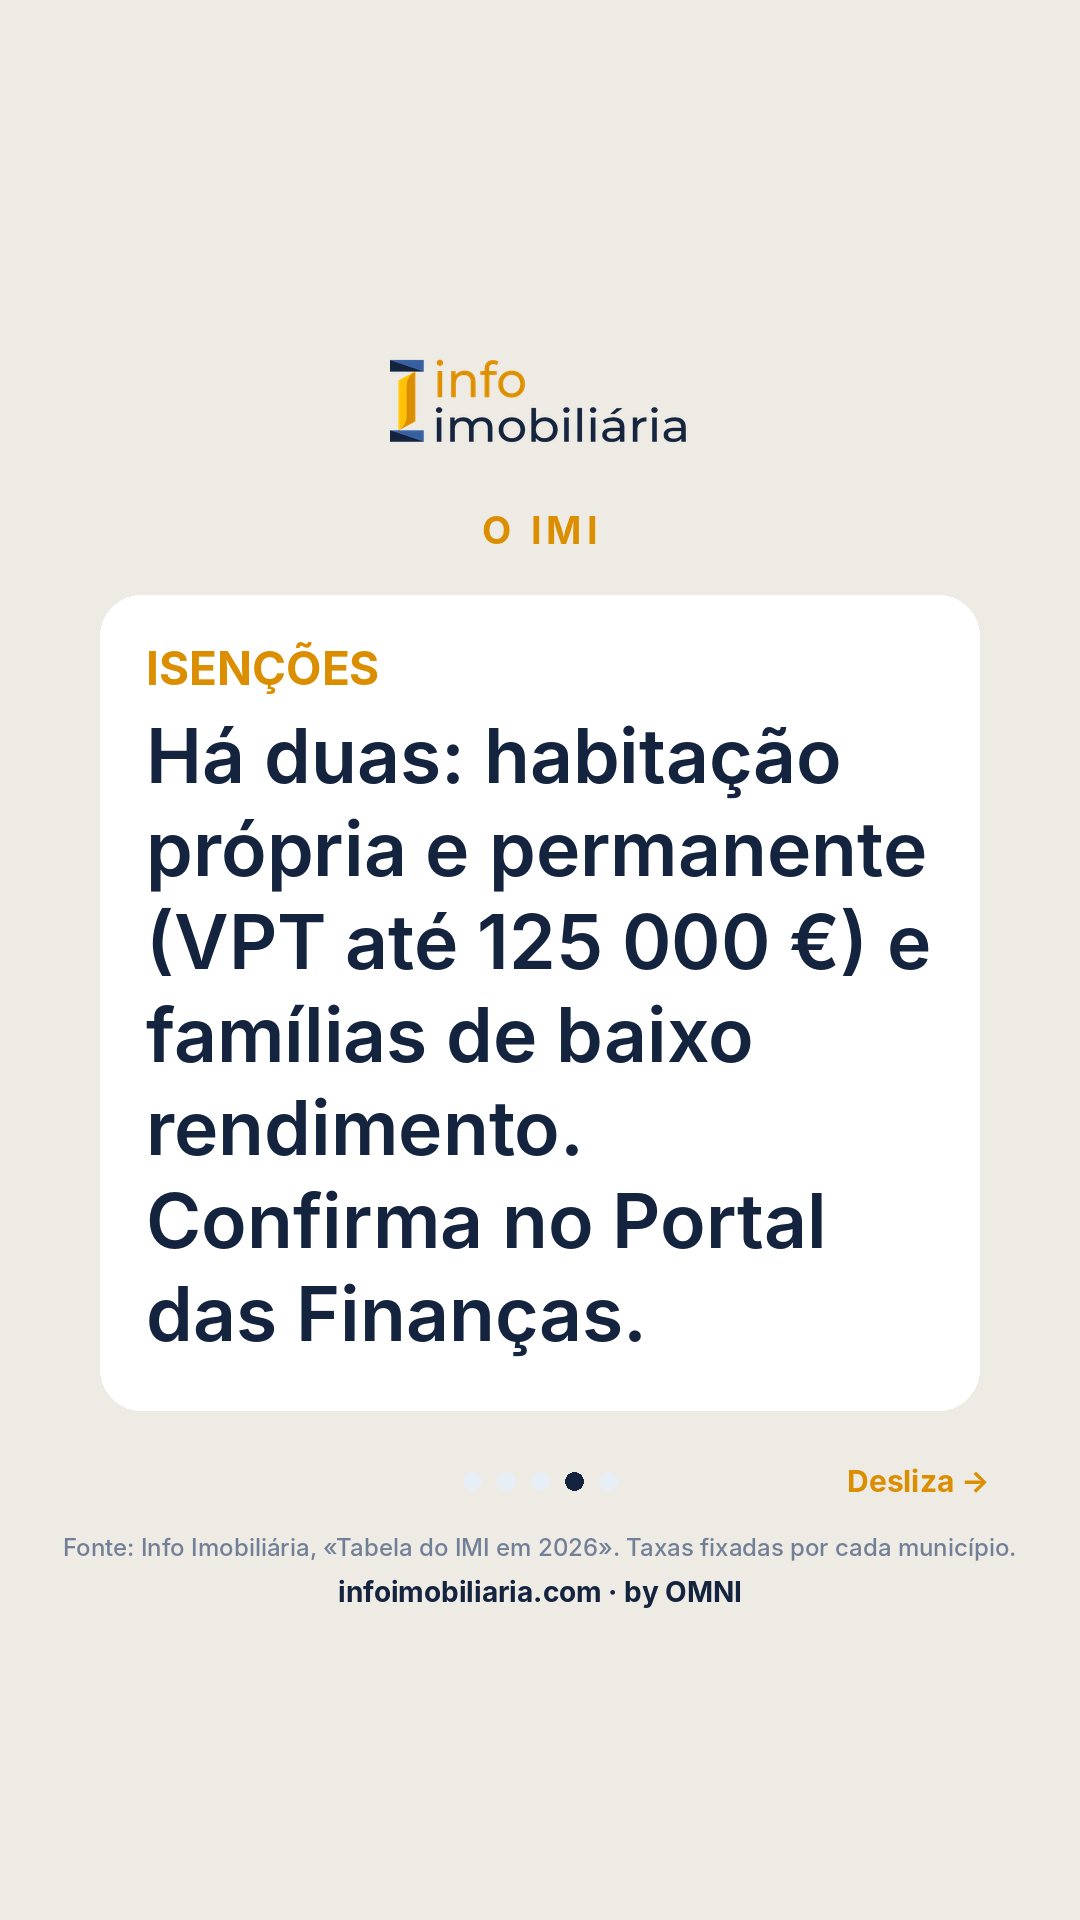 info
imobiliária
O IMI
ISENÇÕES
Há duas: habitação
própria e permanente
(VPT até 125 000 €) e
famílias de baixo
rendimento.
Confirma no Portal
das Finanças.
Desliza →
Fonte: Info Imobiliária, «Tabela do IMI em 2026». Taxas fixadas por cada município.
infoimobiliaria.com · by OMNI